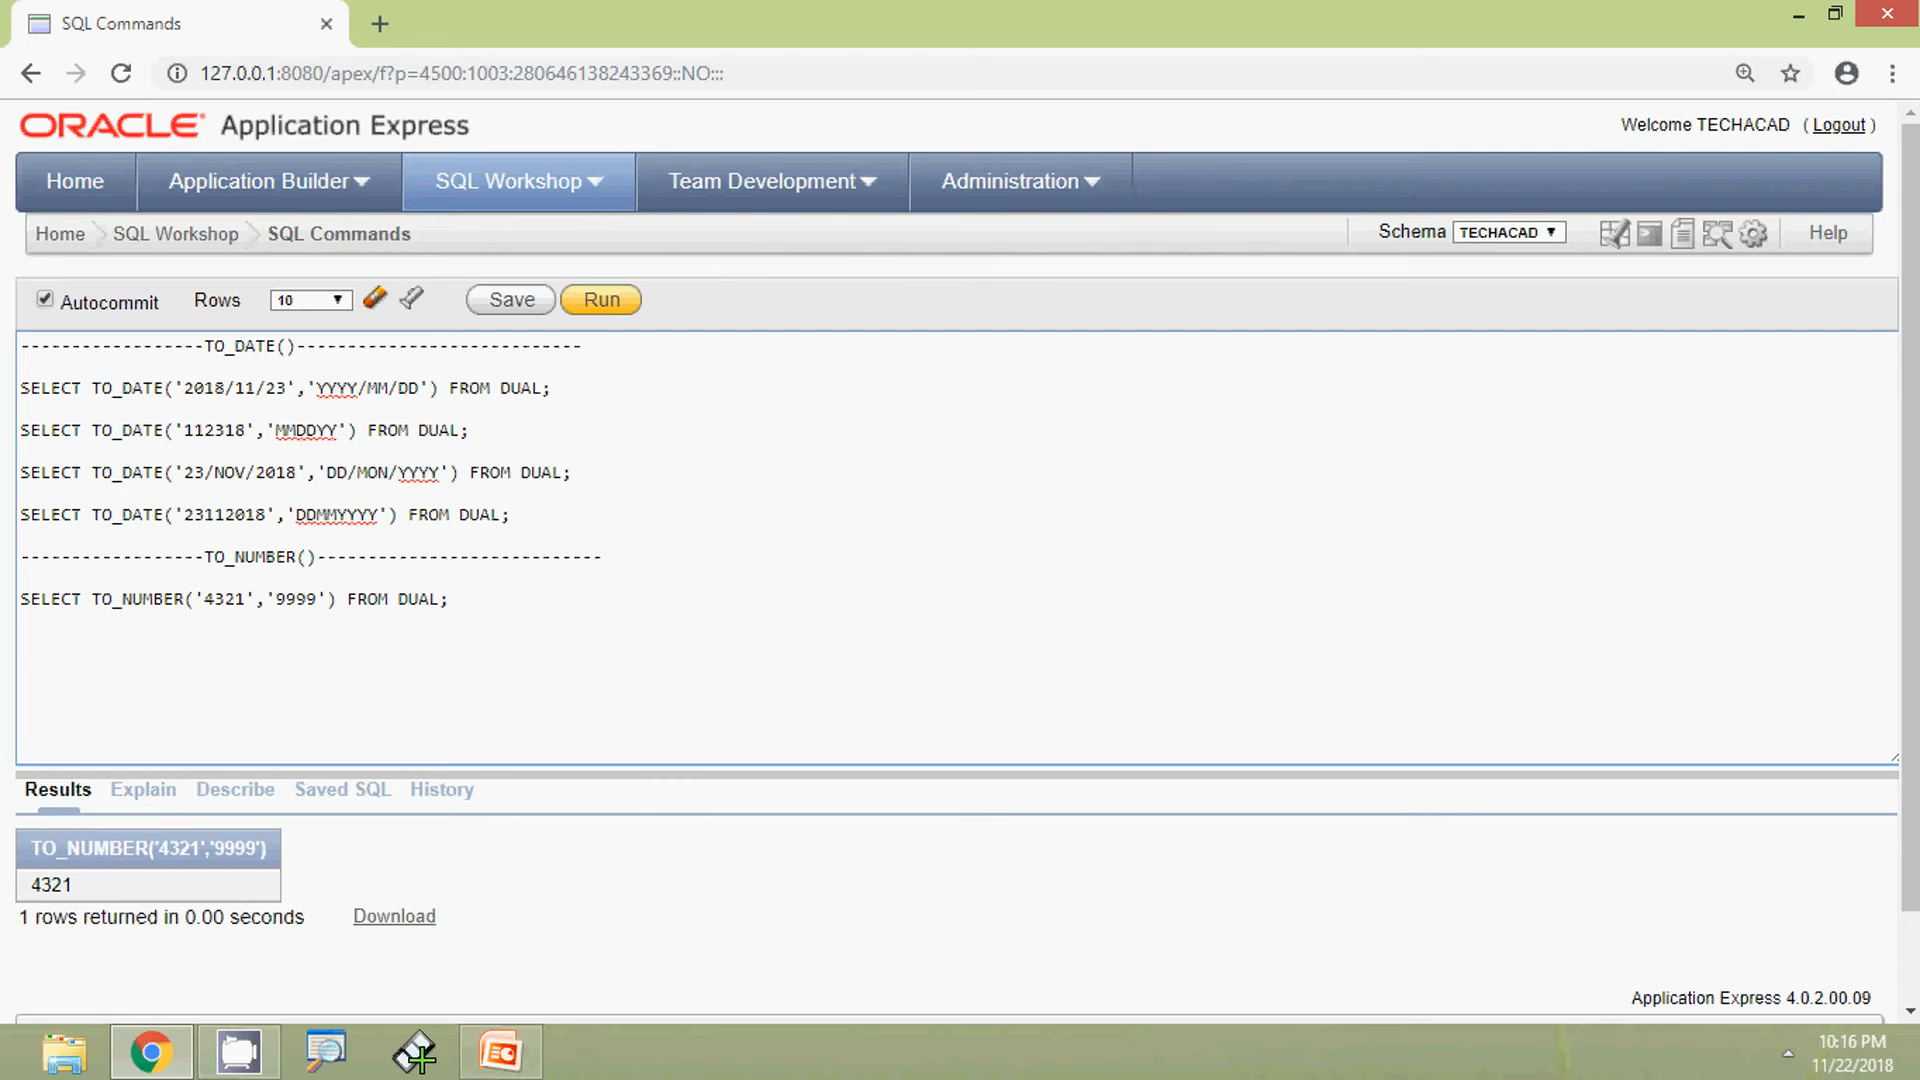 SQL Commands
127.0.0.1:8080/apex/f?p=4500:1003:280646138243369::NO:::
ORACLE Application Express
Welcome TECHACAD ( Logout )
Home Application Builder SQL Workshop Team Development Administration
Home SQL Workshop SQL Commands Schema TECHACAD Help
Autocommit Rows 10 Save Run
------------------TO_DATE()----------------------------
SELECT TO_DATE('2018/11/23','YYYY/MM/DD') FROM DUAL;
SELECT TO_DATE('112318','MMDDYY') FROM DUAL;
SELECT TO_DATE('23/NOV/2018','DD/MON/YYYY') FROM DUAL;
SELECT TO_DATE('23112018','DDMMYYYY') FROM DUAL;
------------------TO_NUMBER()----------------------------
SELECT TO_NUMBER('4321','9999') FROM DUAL;
Results Explain Describe Saved SQL History
TO_NUMBER('4321','9999')
4321
1 rows returned in 0.00 seconds Download
Application Express 4.0.2.00.09
10:16 PM
11/22/2018